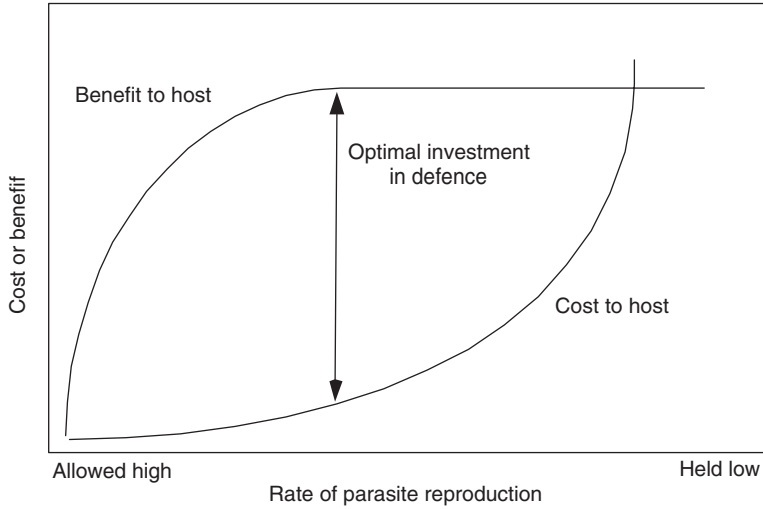 Benefit to host
Optimal investment
in defence
Cost to host
Cost or benefif
Allowed high
Held low
Rate of parasite reproduction